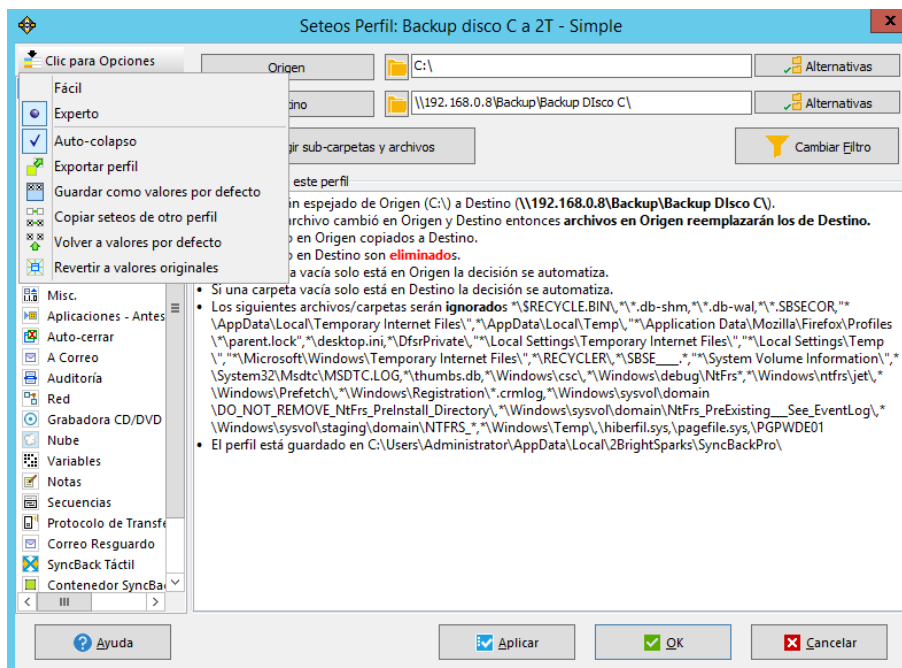 Seteos Perfil: Backup disco C a 2T - Simple
x
Clic para Opciones
Origen
C:\
Alternativas
tino
\\192.168.0.8\Backup\Backup DIsco C\
Alternativas
gir sub-carpetas y archivos
Cambiar Filtro
Fácil
Experto
Auto-colapso
Exportar perfil
Guardar como valores por defecto
Copiar seteos de otro perfil
Volver a valores por defecto
Revertir a valores originales
Misc.
Aplicaciones - Antes
Auto-cerrar
A Correo
Auditoría
Red
Grabadora CD/DVD
Nube
Variables
Notas
Secuencias
Protocolo de Transfe
Correo Resguardo
SyncBack Táctil
Contenedor SyncBa
este perfil
n espejado de Origen (C:\) a Destino (\\192.168.0.8\Backup\Backup DIsco C\).
rchivo cambió en Origen y Destino entonces archivos en Origen reemplazarán los de Destino.
o en Origen copiados a Destino.
o en Destino son eliminados.
a vacía solo está en Origen la decisión se automatiza.
• Si una carpeta vacía solo está en Destino la decisión se automatiza.
• Los siguientes archivos/carpetas serán ignorados *\$RECYCLE.BIN\,*\*.db-shm,*\*.db-wal,*\*.SBSECOR,"*
\AppData\Local\Temporary Internet Files\",*\AppData\Local\Temp\,"*\Application Data\Mozilla\Firefox\Profiles
\*\parent.lock",*\desktop.ini,*\DfsrPrivate\,"*\Local Settings\Temporary Internet Files\","*\Local Settings\Temp
\","*\Microsoft\Windows\Temporary Internet Files\",*\RECYCLER\,*\SBSE____.*,"*\System Volume Information\",*
\System32\Msdtc\MSDTC.LOG,*\thumbs.db,*\Windows\csc\,*\Windows\debug\NtFrs*,*\Windows\ntfrs\jet\,*
\Windows\Prefetch\,*\Windows\Registration\*.crmlog,*\Windows\sysvol\domain
\DO_NOT_REMOVE_NtFrs_PreInstall_Directory\,*\Windows\sysvol\domain\NtFrs_PreExisting___See_EventLog\,*
\Windows\sysvol\staging\domain\NTFRS_*,*\Windows\Temp\,\hiberfil.sys,\pagefile.sys,\PGPWDE01
• El perfil está guardado en C:\Users\Administrator\AppData\Local\2BrightSparks\SyncBackPro\
Ayuda
Aplicar
OK
Cancelar